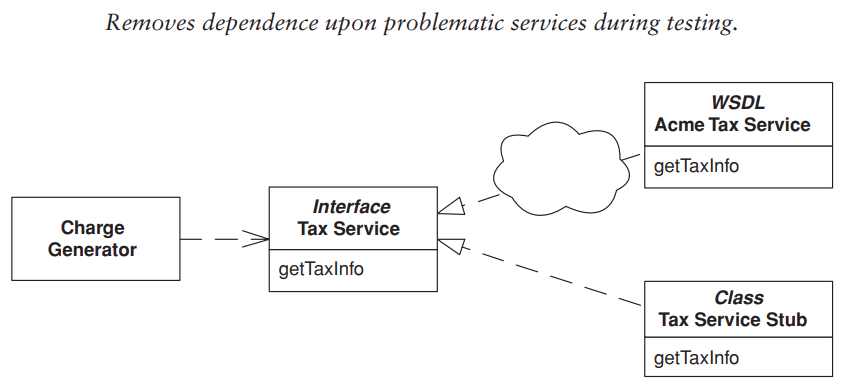 Removes dependence upon problematic services during testing.
WSDL
Acme Tax Service
getTaxInfo
Charge
Generator
Interface
Tax Service
getTaxInfo
Class
Tax Service Stub
getTaxInfo